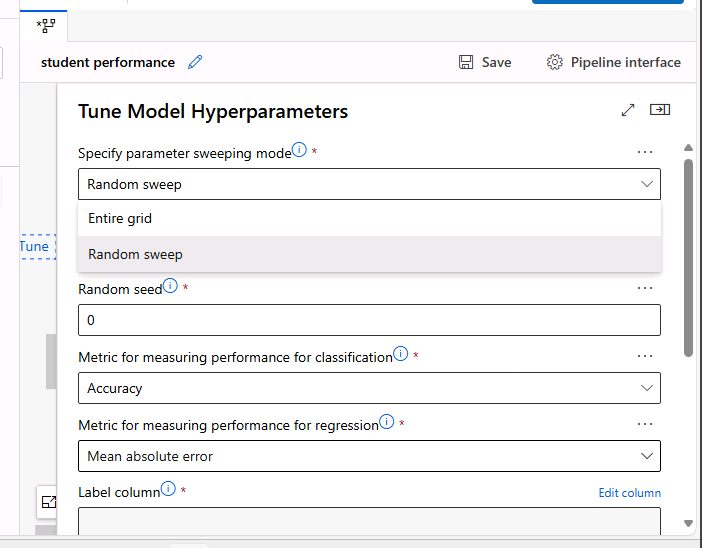 student performance
Save
Pipeline interface
Tune Model Hyperparameters
Specify parameter sweeping mode *
Random sweep
Entire grid
Random sweep
Tune
Random seed *
0
Metric for measuring performance for classification *
Accuracy
Metric for measuring performance for regression *
Mean absolute error
Label column *
Edit column